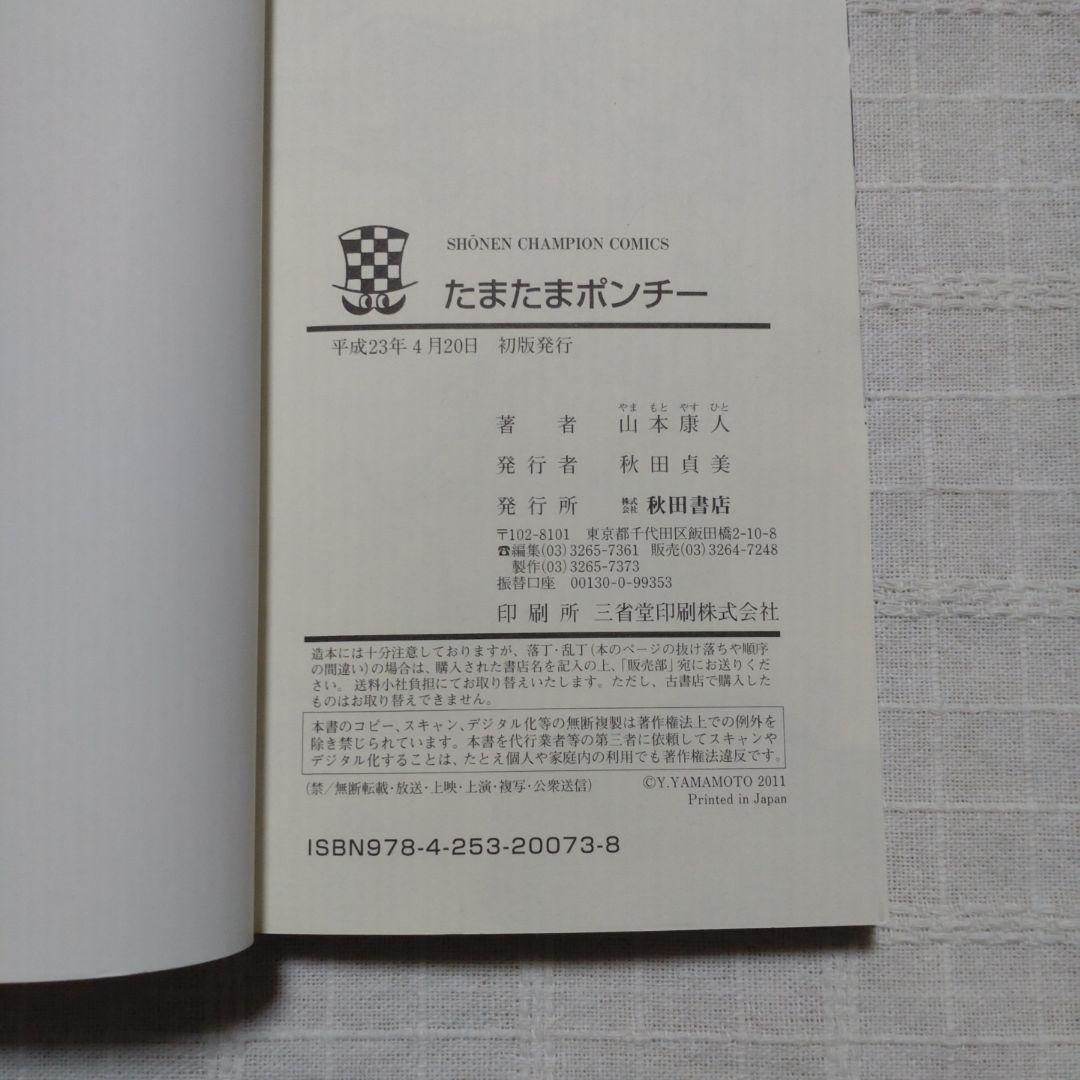 SHŌNEN CHAMPION COMICS
たまたまポンチー
平成23年4月20日 初版発行
やま もと やす ひと
著者 山本康人
発行者 秋田貞美
発行所 株式会社 秋田書店
〒102-8101 東京都千代田区飯田橋2-10-8
☎編集(03)3265-7361 販売(03)3264-7248
製作(03)3265-7373
振替口座 00130-0-99353
印刷所 三省堂印刷株式会社
造本には十分注意しておりますが、落丁・乱丁(本のページの抜け落ちや順序
の間違い)の場合は、購入された書店名を記入の上、「販売部」宛にお送りくだ
さい。送料小社負担にてお取り替えいたします。ただし、古書店で購入した
ものはお取り替えできません。
本書のコピー、スキャン、デジタル化等の無断複製は著作権法上での例外を
除き禁じられています。本書を代行業者等の第三者に依頼してスキャンや
デジタル化することは、たとえ個人や家庭内の利用でも著作権法違反です。
(禁/無断転載・放送・上映・上演・複写・公衆送信)
©Y.YAMAMOTO 2011
Printed in Japan
ISBN978-4-253-20073-8